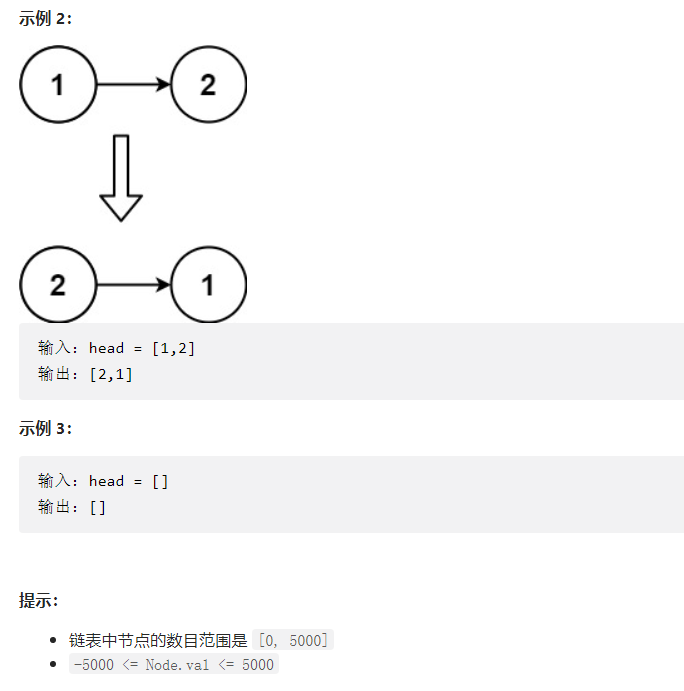 示例 2：
1 2
2 1
输入：head = [1,2]
输出：[2,1]
示例 3：
输入：head = []
输出：[]
提示：
链表中节点的数目范围是 [0, 5000]
-5000 <= Node.val <= 5000